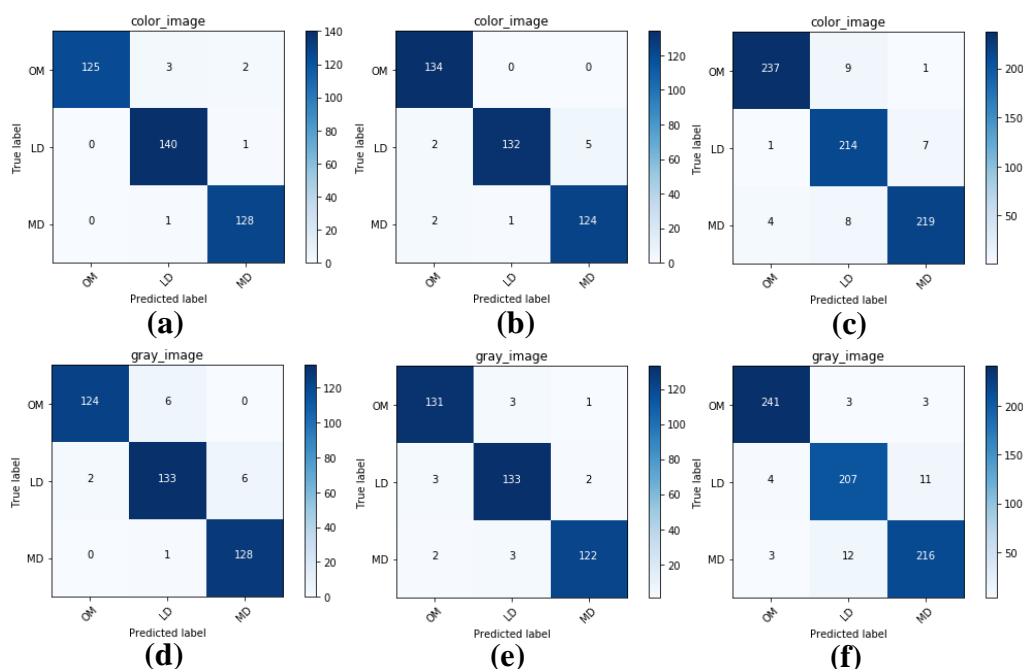 color_image
140
120
100
80
60
40
20
0
OM
LD
MD
125 3 2
0 140 1
0 1 128
True label
OM LD MD
Predicted label
(a)
color_image
120
100
80
60
40
20
0
OM
LD
MD
134 0 0
2 132 5
2 1 124
True label
OM LD MD
Predicted label
(b)
color_image
200
150
100
50
OM
LD
MD
237 9 1
1 214 7
4 8 219
True label
OM LD MD
Predicted label
(c)
gray_image
120
100
80
60
40
20
0
OM
LD
MD
124 6 0
2 133 6
0 1 128
True label
OM LD MD
Predicted label
(d)
gray_image
120
100
80
60
40
20
OM
LD
MD
131 3 1
3 133 2
2 3 122
True label
OM LD MD
Predicted label
(e)
gray_image
200
150
100
50
OM
LD
MD
241 3 3
4 207 11
3 12 216
True label
OM LD MD
Predicted label
(f)